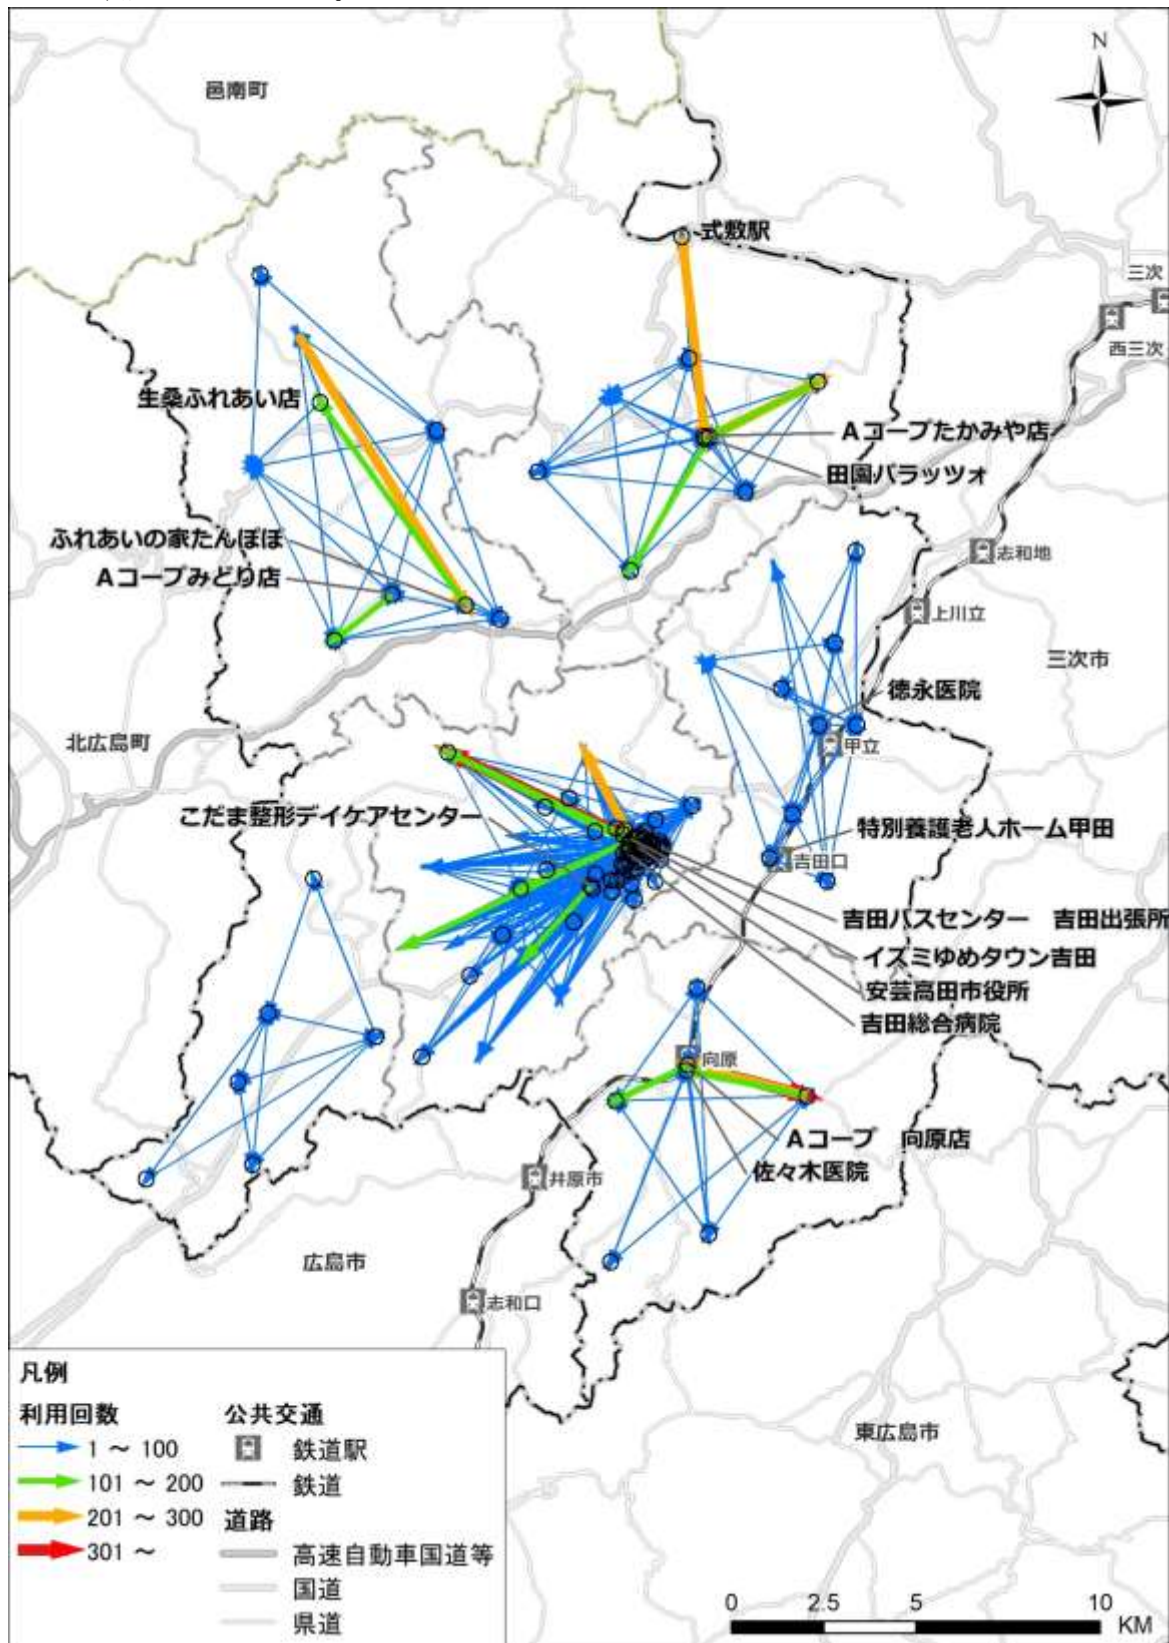 邑南町
N
式敷駅
三次
西三次
生桑ふれあい店
Aコープたかみや店
田園パラッツォ
ふれあいの家たんぽぽ
Aコープみどり店
志和地
上川立
三次市
徳永医院
北広島町
甲立
こだま整形デイケアセンター
特別養護老人ホーム甲田
吉田口
吉田バスセンター 吉田出張所
イズミゆめタウン吉田
安芸高田市役所
吉田総合病院
向原
Aコープ 向原店
佐々木医院
井原市
広島市
志和口
東広島市
凡例
利用回数
1 ～ 100
101 ～ 200
201 ～ 300
301 ～
公共交通
鉄道駅
鉄道
道路
高速自動車国道等
国道
県道
0 2.5 5 10
KM